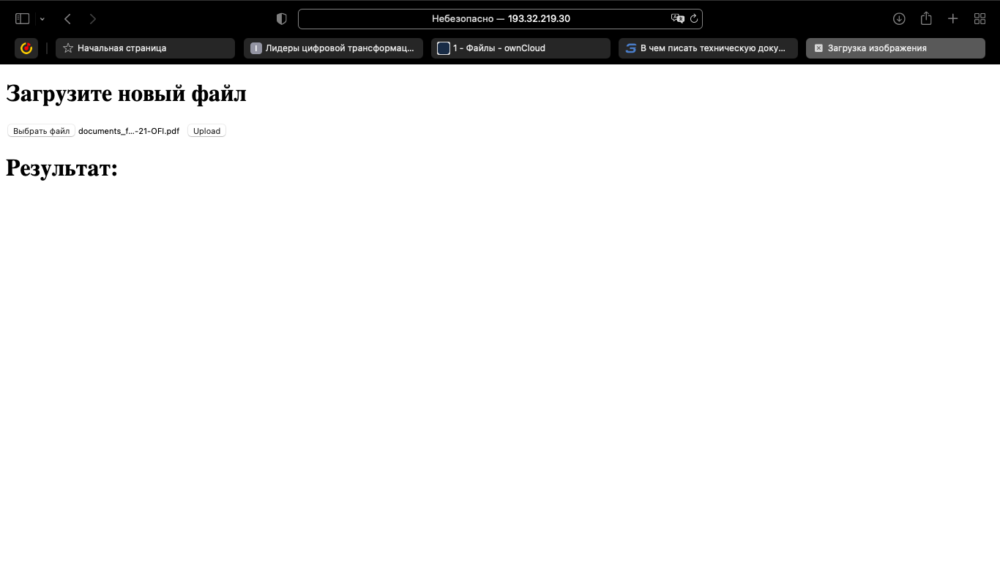 Небезопасно — 193.32.219.30
Начальная страница
I Лидеры цифровой трансформац...
1 - Файлы - ownCloud
В чем писать техническую доку...
Загрузка изображения
Загрузите новый файл
Выбрать файл documents_f...-21-OFI.pdf Upload
Результат: